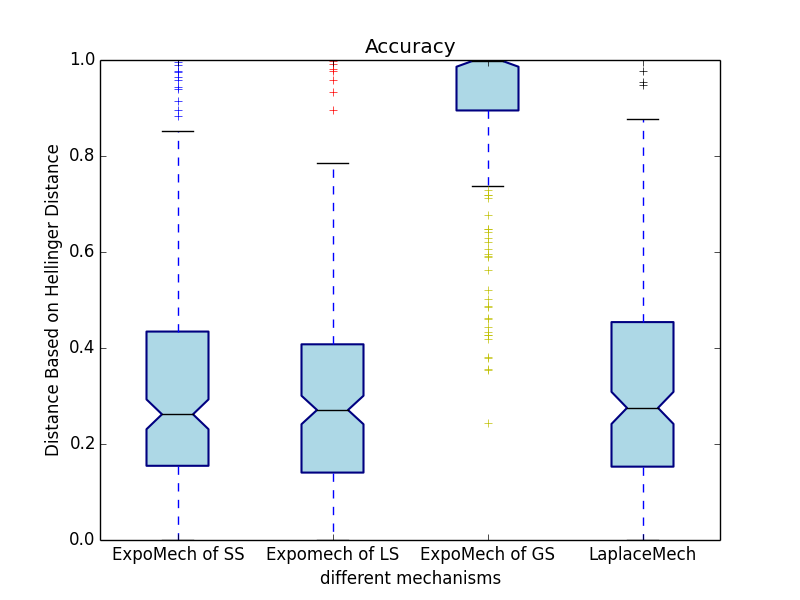 Accuracy
Distance Based on Hellinger Distance
1.0
0.8
0.6
0.4
0.2
0.0
ExpoMech of SS
Expomech of LS
ExpoMech of GS
LaplaceMech
different mechanisms